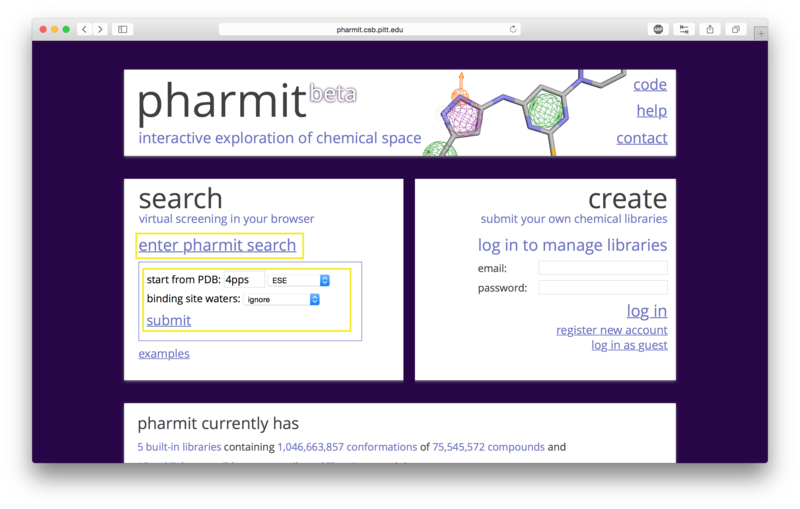 pharmit.csb.pitt.edu
ABP
pharmit beta
interactive exploration of chemical space
code
help
contact
search
virtual screening in your browser
enter pharmit search
start from PDB: 4pps ESE
binding site waters: ignore
submit
examples
create
submit your own chemical libraries
log in to manage libraries
email:
password:
log in
register new account
log in as guest
pharmit currently has
5 built-in libraries containing 1,046,663,857 conformations of 75,545,572 compounds and